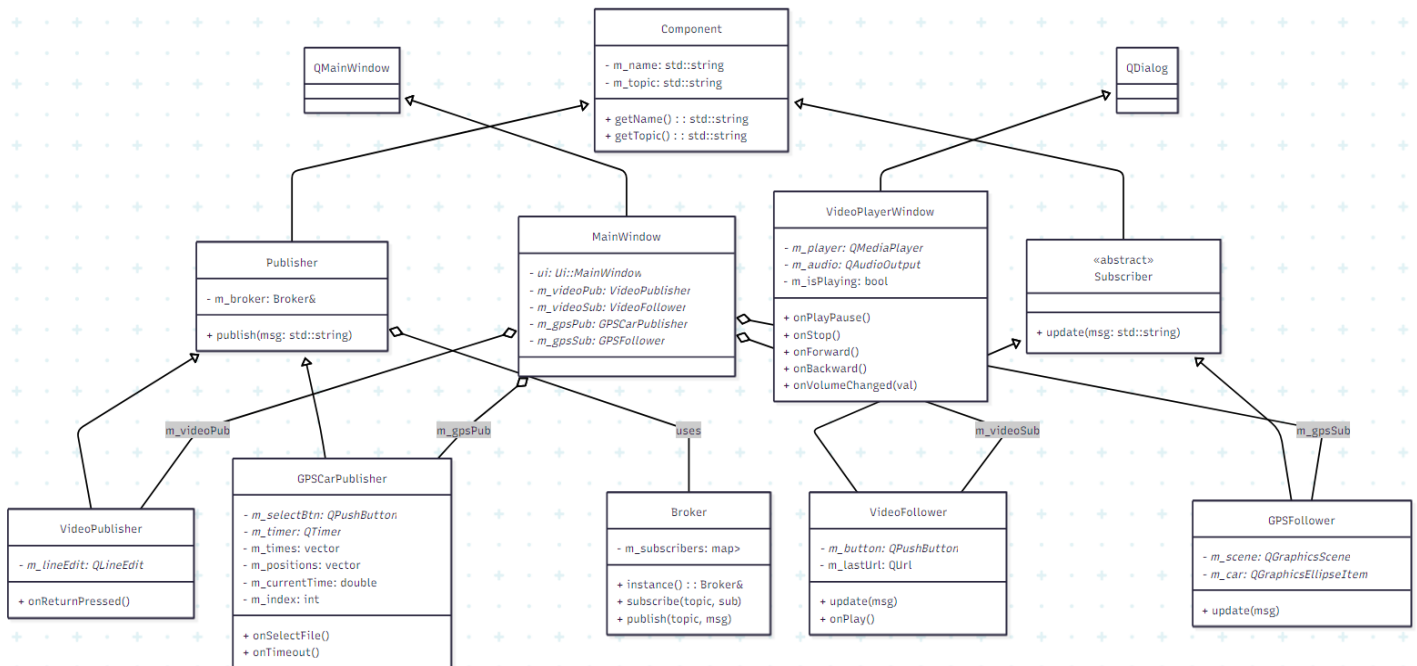 Component
- m_name: std::string
- m_topic: std::string
+ getName() : : std::string
+ getTopic() : : std::string
QMainWindow
QDialog
Publisher
- m_broker: Broker&
+ publish(msg: std::string)
MainWindow
- ui: Ui::MainWindow
- m_videoPub: VideoPublisher
- m_videoSub: VideoFollower
- m_gpsPub: GPSCarPublisher
- m_gpsSub: GPSFollower
VideoPlayerWindow
- m_player: QMediaPlayer
- m_audio: QAudioOutput
- m_isPlaying: bool
+ onPlayPause()
+ onStop()
+ onForward()
+ onBackward()
+ onVolumeChanged(val)
«abstract»
Subscriber
+ update(msg: std::string)
m_videoPub
m_gpsPub
uses
m_videoSub
m_gpsSub
VideoPublisher
- m_lineEdit: QLineEdit
+ onReturnPressed()
GPSCarPublisher
- m_selectBtn: QPushButton
- m_timer: QTimer
- m_times: vector
- m_positions: vector
- m_currentTime: double
- m_index: int
+ onSelectFile()
+ onTimeout()
Broker
- m_subscribers: map>
+ instance() : : Broker&
+ subscribe(topic, sub)
+ publish(topic, msg)
VideoFollower
- m_button: QPushButton
- m_lastUrl: QUrl
+ update(msg)
+ onPlay()
GPSFollower
- m_scene: QGraphicsScene
- m_car: QGraphicsEllipseItem
+ update(msg)